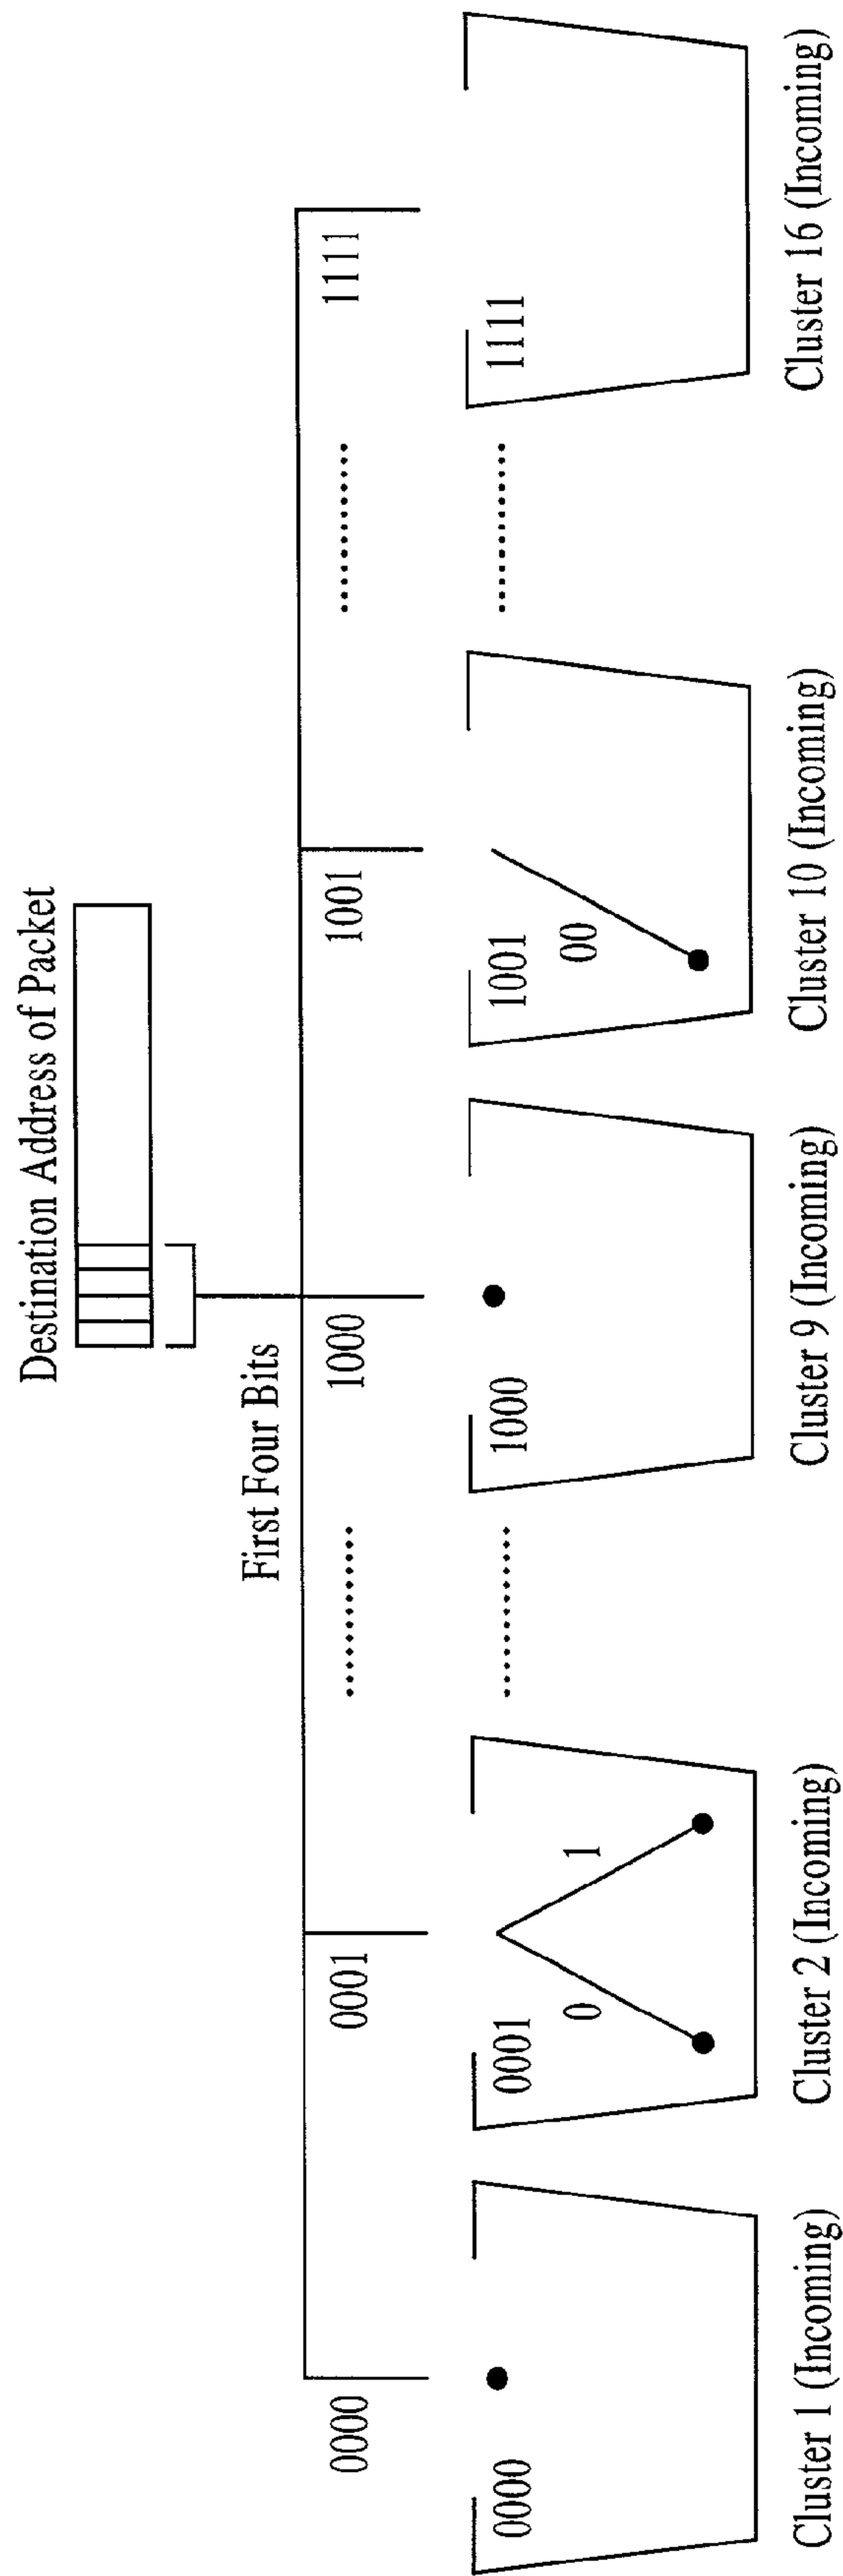 Destination Address of Packet
First Four Bits
0000
0001
1000
1001
1111
0000
0001
1000
1001
1111
0
1
00
Cluster 1 (Incoming)
Cluster 2 (Incoming)
Cluster 9 (Incoming)
Cluster 10 (Incoming)
Cluster 16 (Incoming)